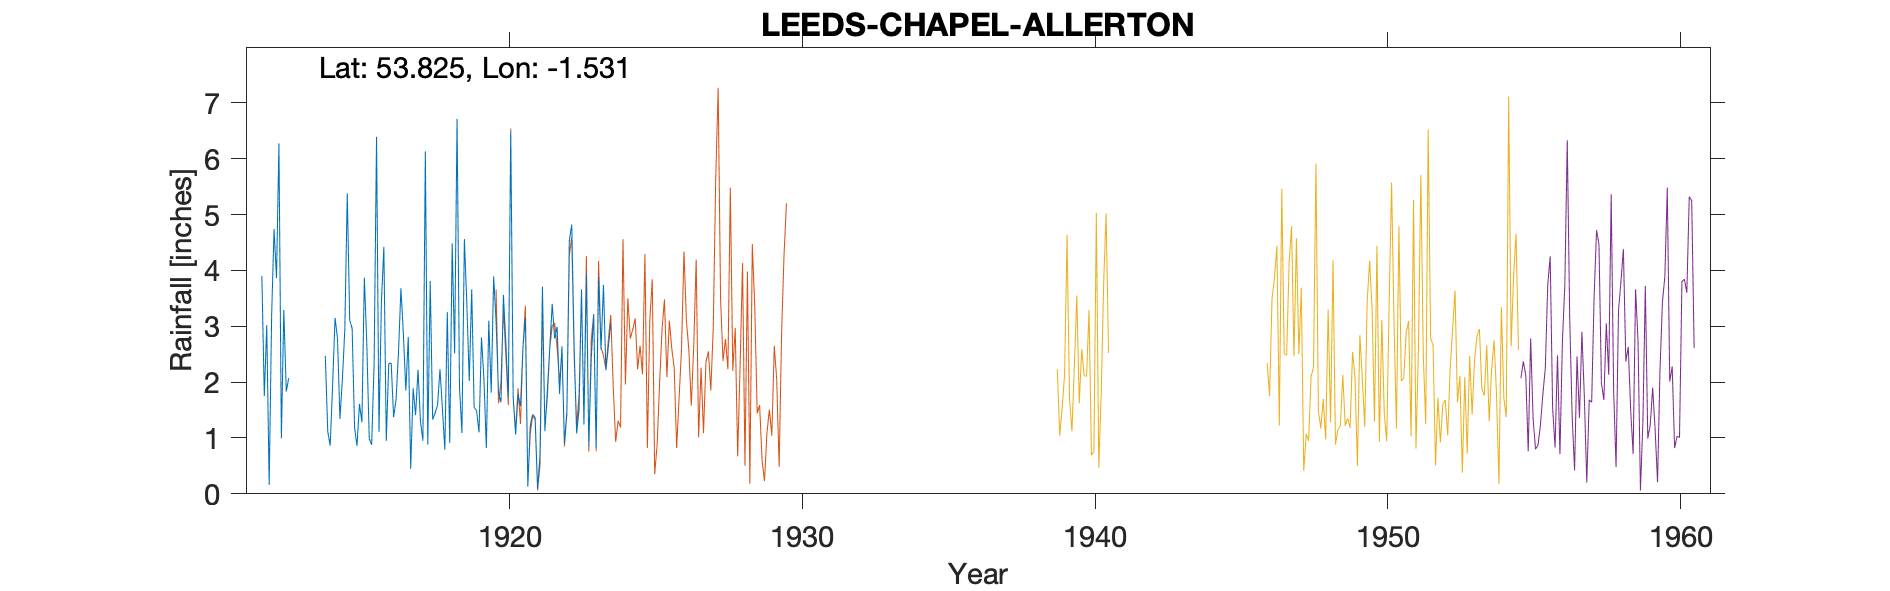 LEEDS-CHAPEL-ALLERTON
Lat: 53.825, Lon: -1.531
Rainfall [inches]
7
6
5
4
3
2
1
0
1920 1930 1940 1950 1960
Year